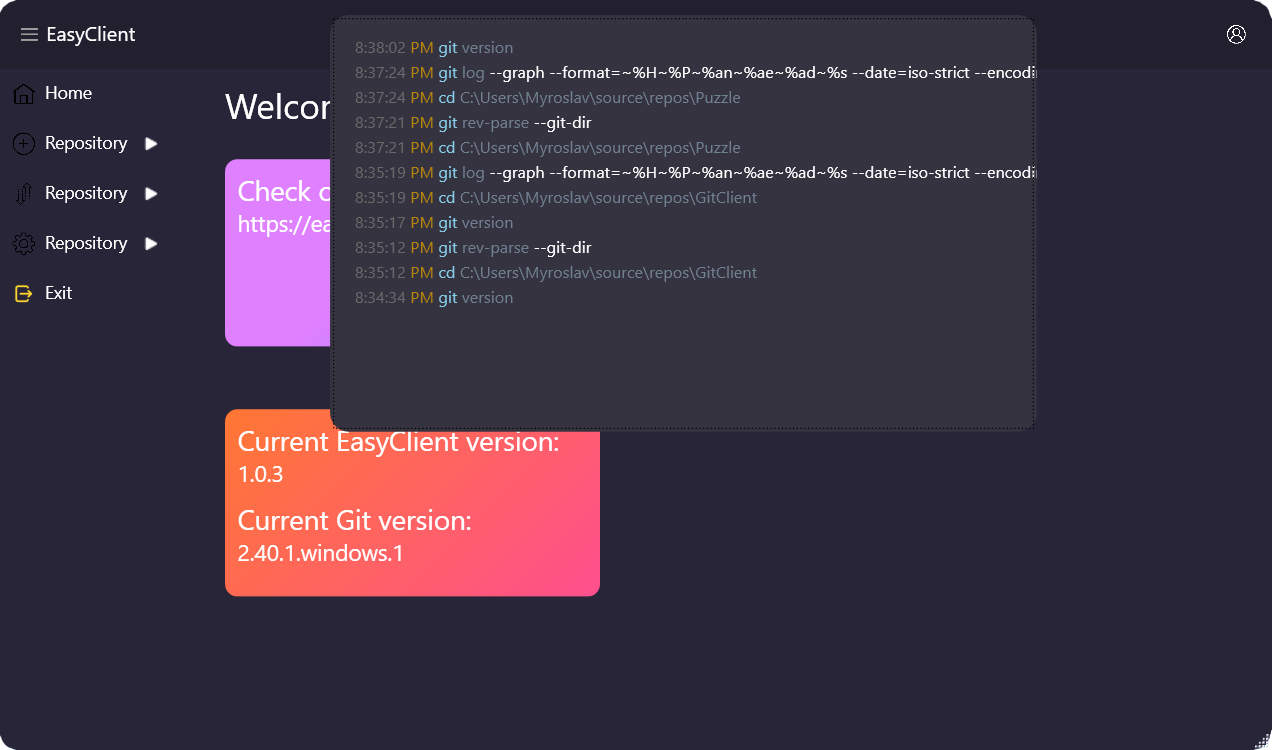 EasyClient
Home
Repository
Repository
Repository
Exit
8:38:02 PM git version
8:37:24 PM git log --graph --format=~%H~%P~%an~%ae~%ad~%s --date=iso-strict --encodi
8:37:24 PM cd C:\Users\Myroslav\source\repos\Puzzle
8:37:21 PM git rev-parse --git-dir
8:37:21 PM cd C:\Users\Myroslav\source\repos\Puzzle
8:35:19 PM git log --graph --format=~%H~%P~%an~%ae~%ad~%s --date=iso-strict --encodi
8:35:19 PM cd C:\Users\Myroslav\source\repos\GitClient
8:35:17 PM git version
8:35:12 PM git rev-parse --git-dir
8:35:12 PM cd C:\Users\Myroslav\source\repos\GitClient
8:34:34 PM git version
Welcom
Check
https://ea
Current EasyClient version:
1.0.3
Current Git version:
2.40.1.windows.1